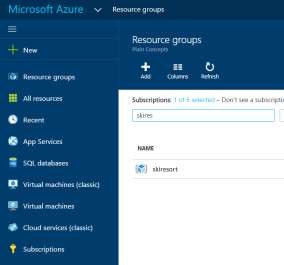 Microsoft Azure Resource groups
New
Resource groups
All resources
Recent
App Services
SQL databases
Virtual machines (classic)
Virtual machines
Cloud services (classic)
Subscriptions
Resource groups
Plain Concepts
Add Columns Refresh
Subscriptions: 1 of 6 selected – Don't see a subscripti
skires
NAME
skiresort